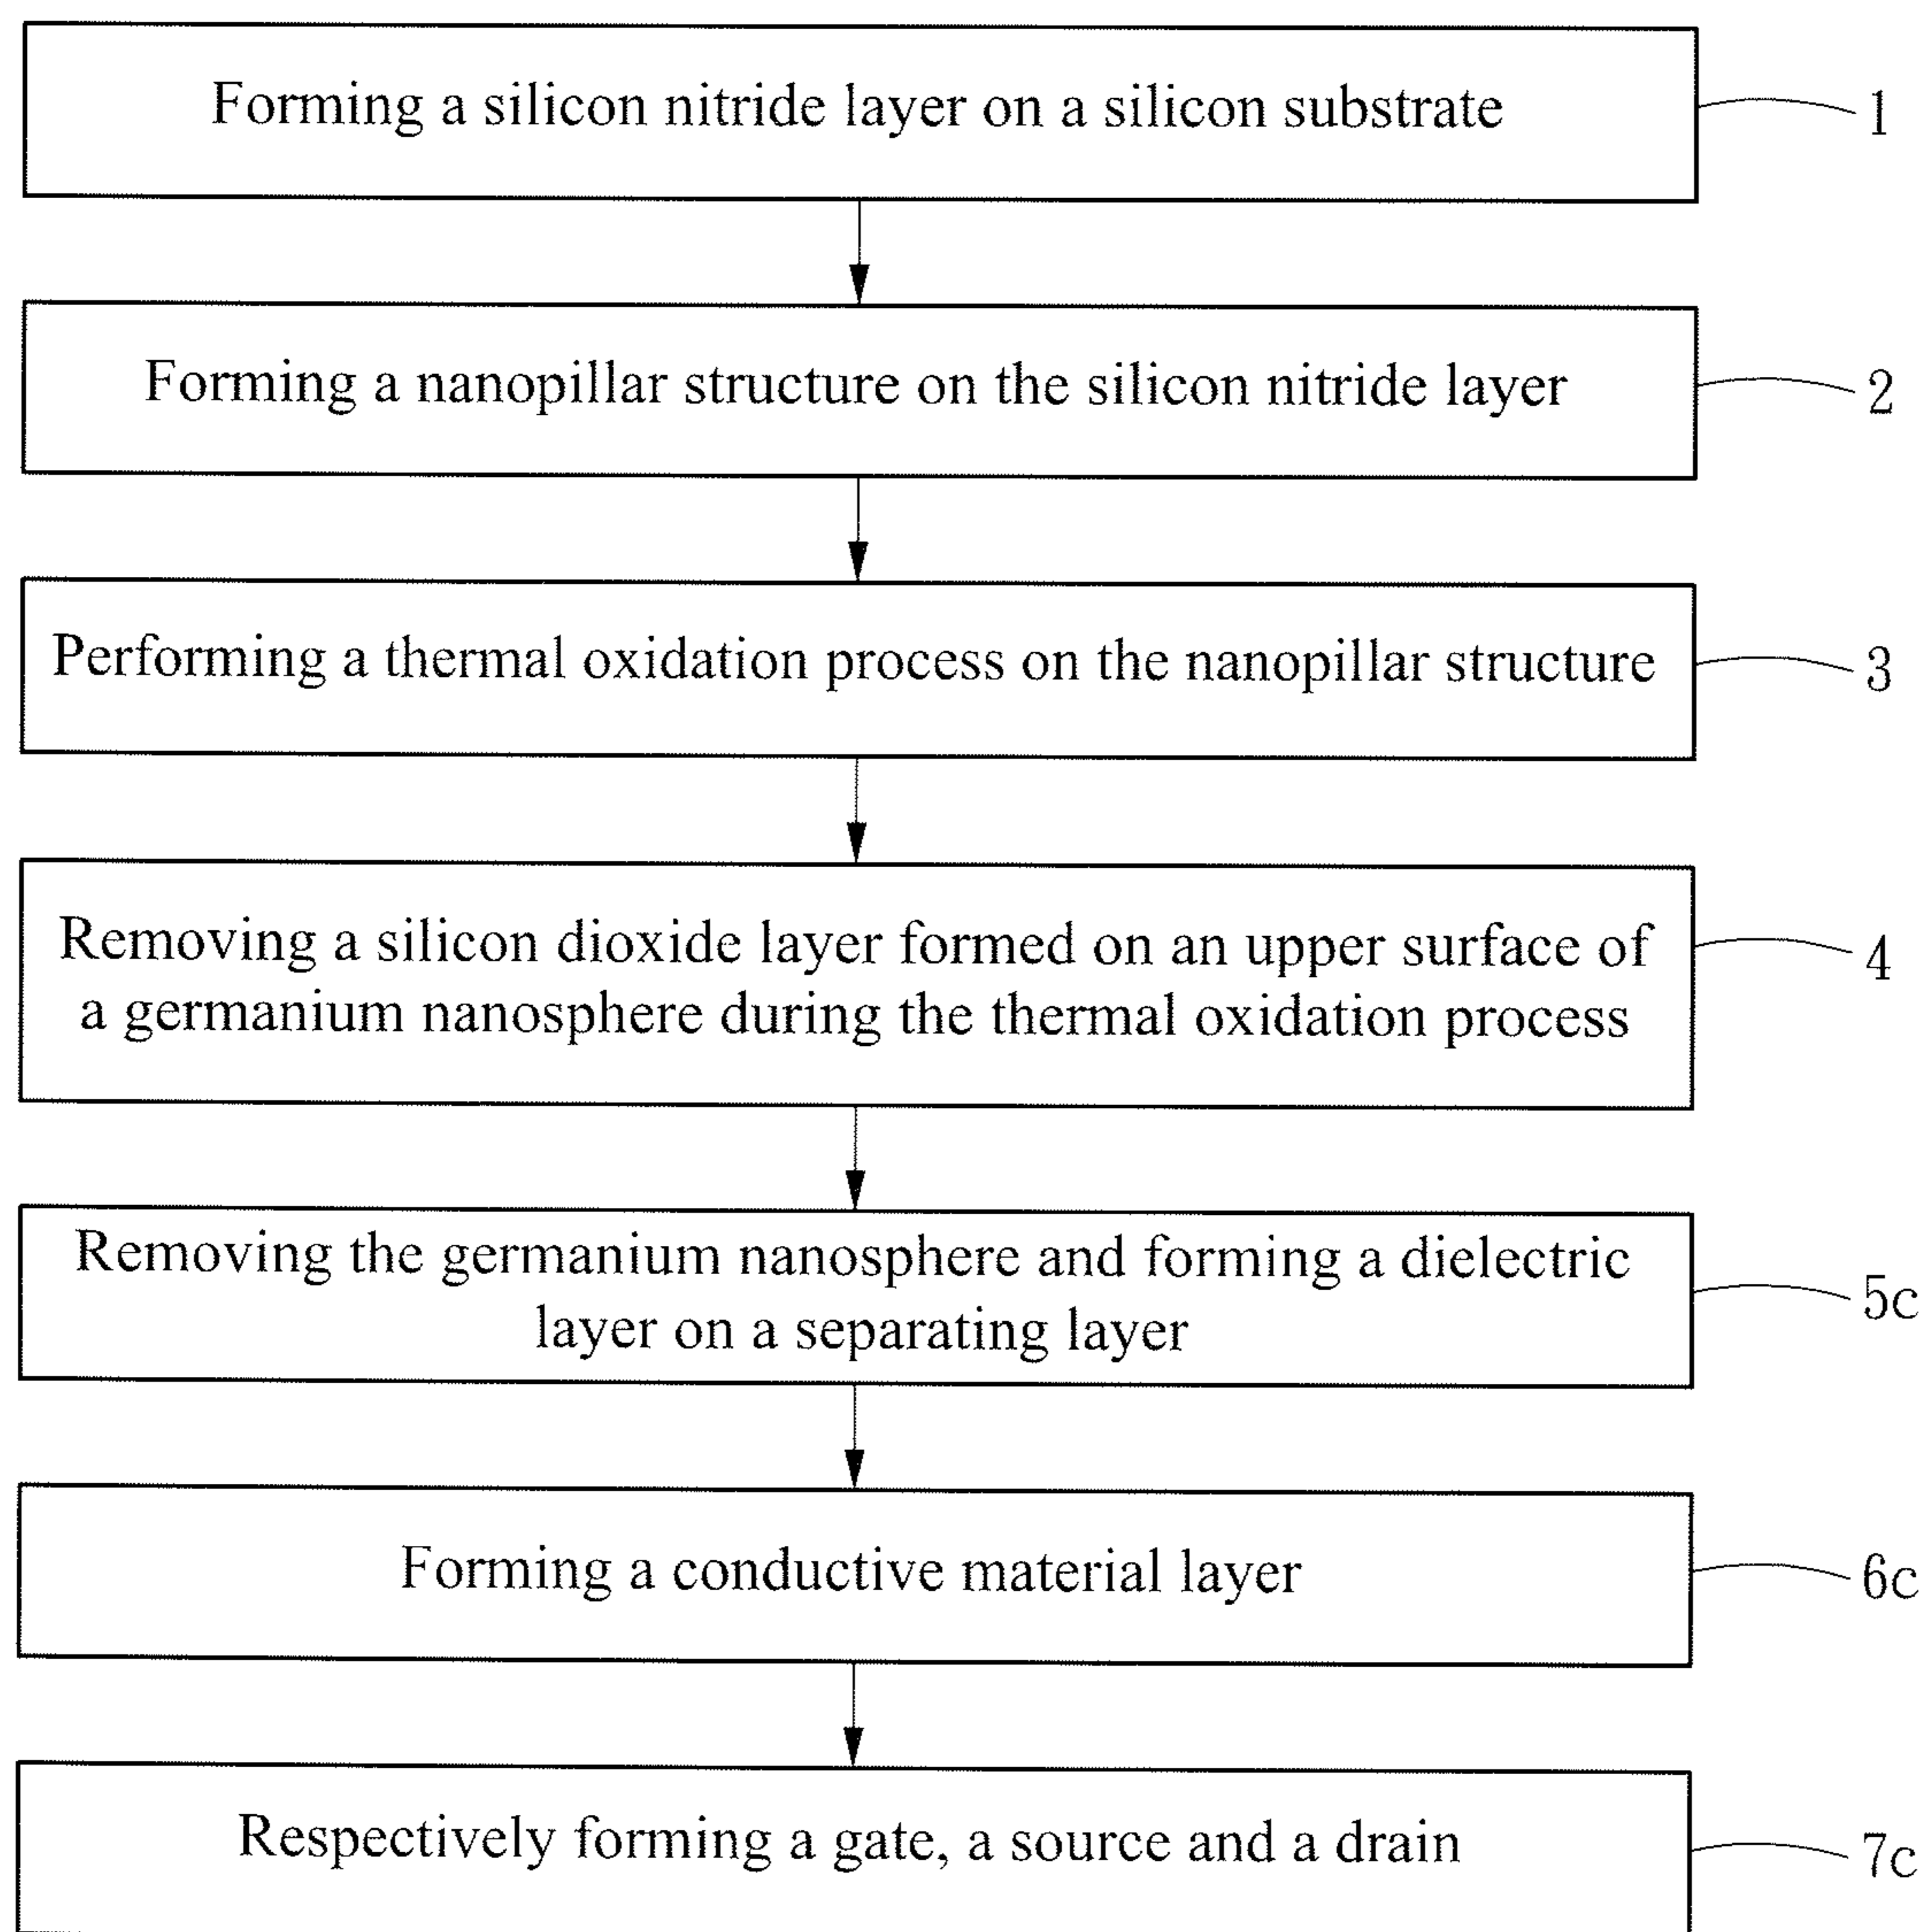 Forming a silicon nitride layer on a silicon substrate
1
Forming a nanopillar structure on the silicon nitride layer
2
Performing a thermal oxidation process on the nanopillar structure
3
Removing a silicon dioxide layer formed on an upper surface of
a germanium nanosphere during the thermal oxidation process
4
Removing the germanium nanosphere and forming a dielectric
layer on a separating layer
5c
Forming a conductive material layer
6c
Respectively forming a gate, a source and a drain
7c